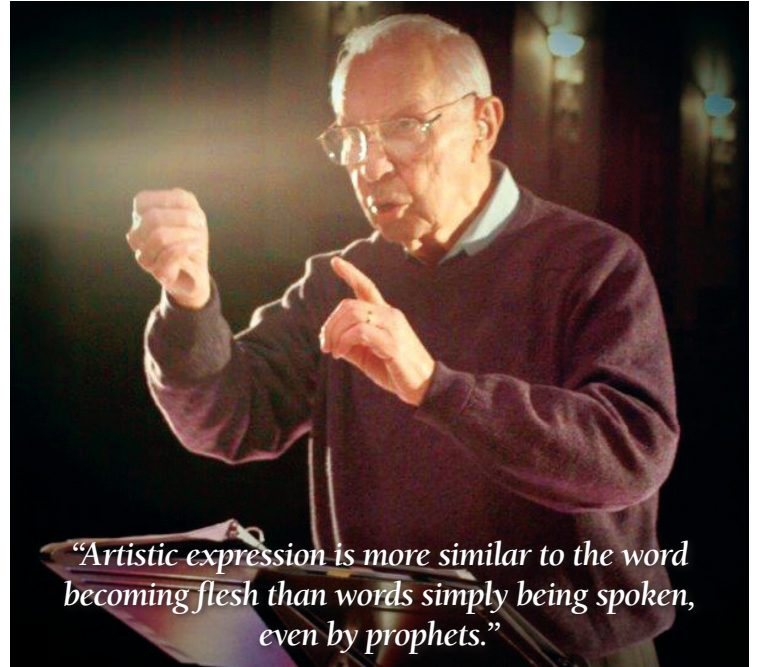 “Artistic expression is more similar to the word
becoming flesh than words simply being spoken,
even by prophets.”